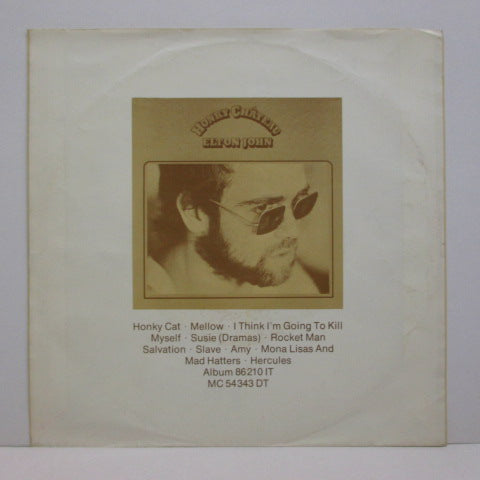 HONKY CHÂTEAU
ELTON JOHN
Honky Cat · Mellow · I Think I'm Going To Kill
Myself · Susie (Dramas) · Rocket Man
Salvation · Slave · Amy · Mona Lisas And
Mad Hatters · Hercules
Album 86210 IT
MC 54343 DT